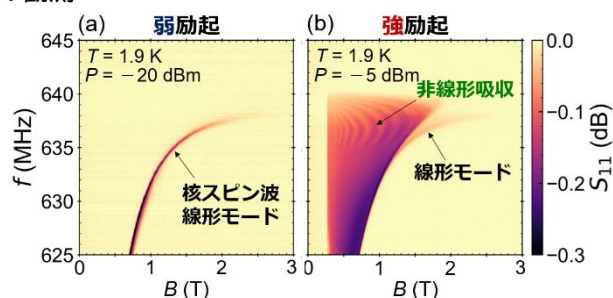 (a) 弱励起
(b) 強励起
T = 1.9 K
P = − 20 dBm
核スピン波
線形モード
T = 1.9 K
P = − 5 dBm
非線形吸収
線形モード
f (MHz)
645
640
635
630
625
0
1
2
3
B (T)
0
1
2
3
B (T)
0.0
−0.1
−0.2
−0.3
S11 (dB)